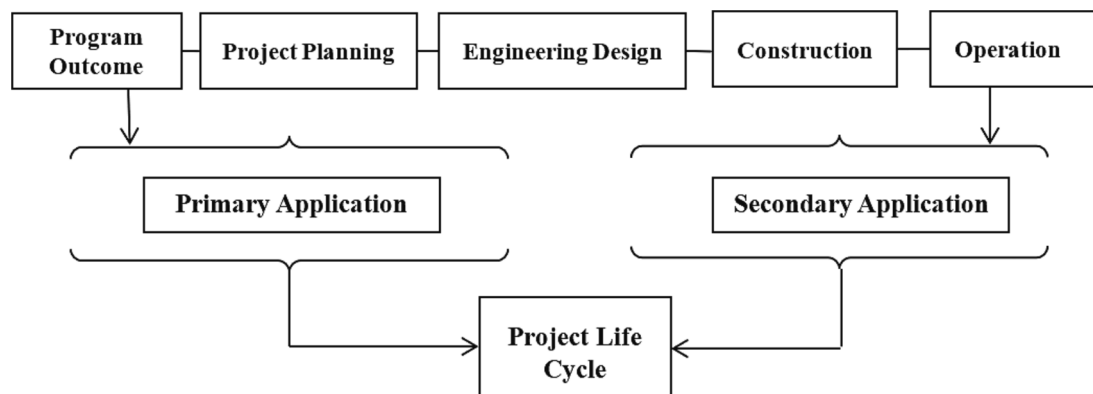 Program
Outcome
Project Planning
Engineering Design
Construction
Operation
Primary Application
Secondary Application
Project Life
Cycle